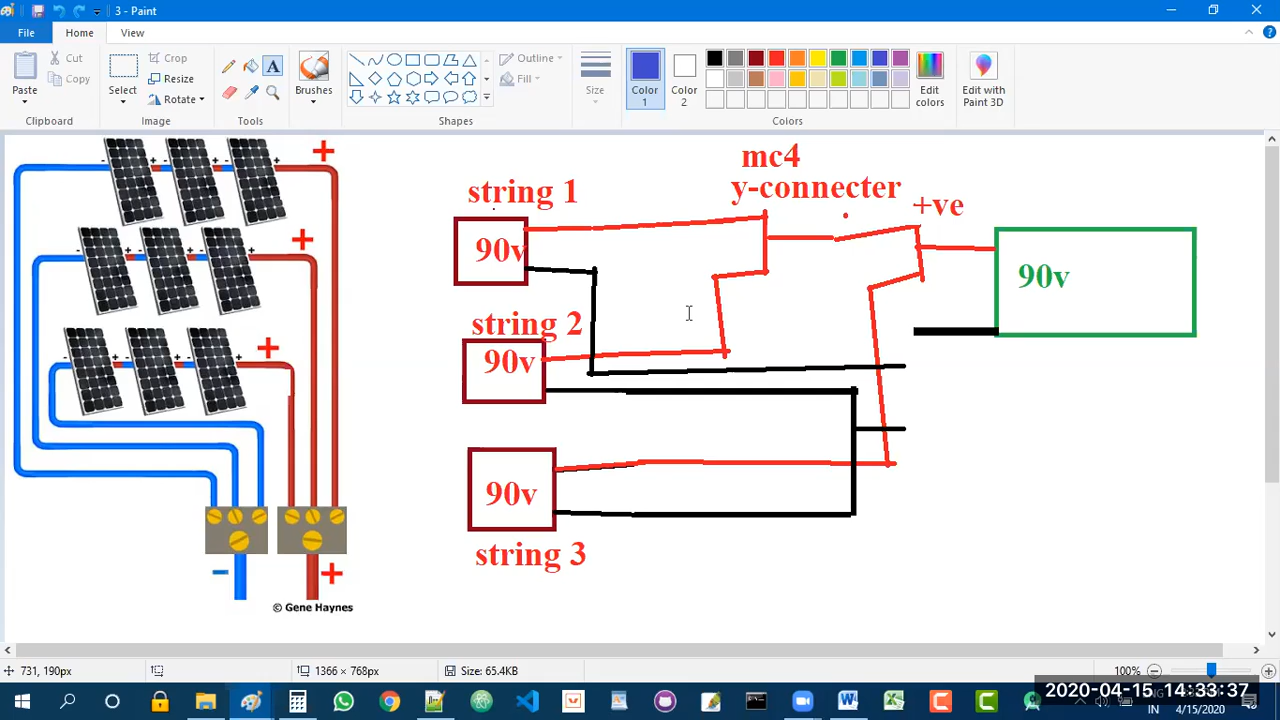 3 - Paint
File
Home
View
Paste
Cut
Copy
Clipboard
Select
Crop
Resize
Rotate
Image
A
Tools
Brushes
Outline
Fill
Shapes
Size
Color
1
Color
2
Colors
Edit
colors
Edit with
Paint 3D
mc4
y-connecter
string 1
+ve
90v
90v
string 2
90v
90v
string 3
- + - + - + +
- + - + - + +
- + - + - + +
- +
© Gene Haynes
731, 190px
1366 × 768px
Size: 65.4KB
100%
2020-04-15 14:33:37
IN
4/15/2020